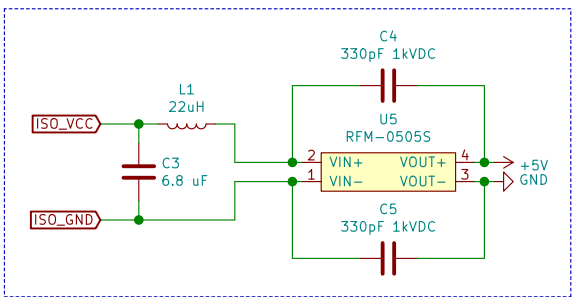 C4
330pF 1kVDC
L1
22uH
U5
RFM-0505S
ISO_VCC
2 VIN+ VOUT+ 4 +5V
1 VIN- VOUT- 3 GND
C3
6.8 uF
ISO_GND
C5
330pF 1kVDC